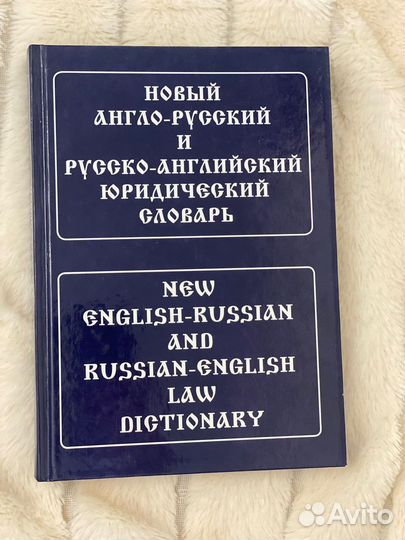 НОВЫЙ
АНГЛО-РУССКИЙ
И
РУССКО-АНГЛИЙСКИЙ
ЮРИДИЧЕСКИЙ
СЛОВАРЬ
NEW
ENGLISH-RUSSIAN
AND
RUSSIAN-ENGLISH
LAW
DICTIONARY
Avito